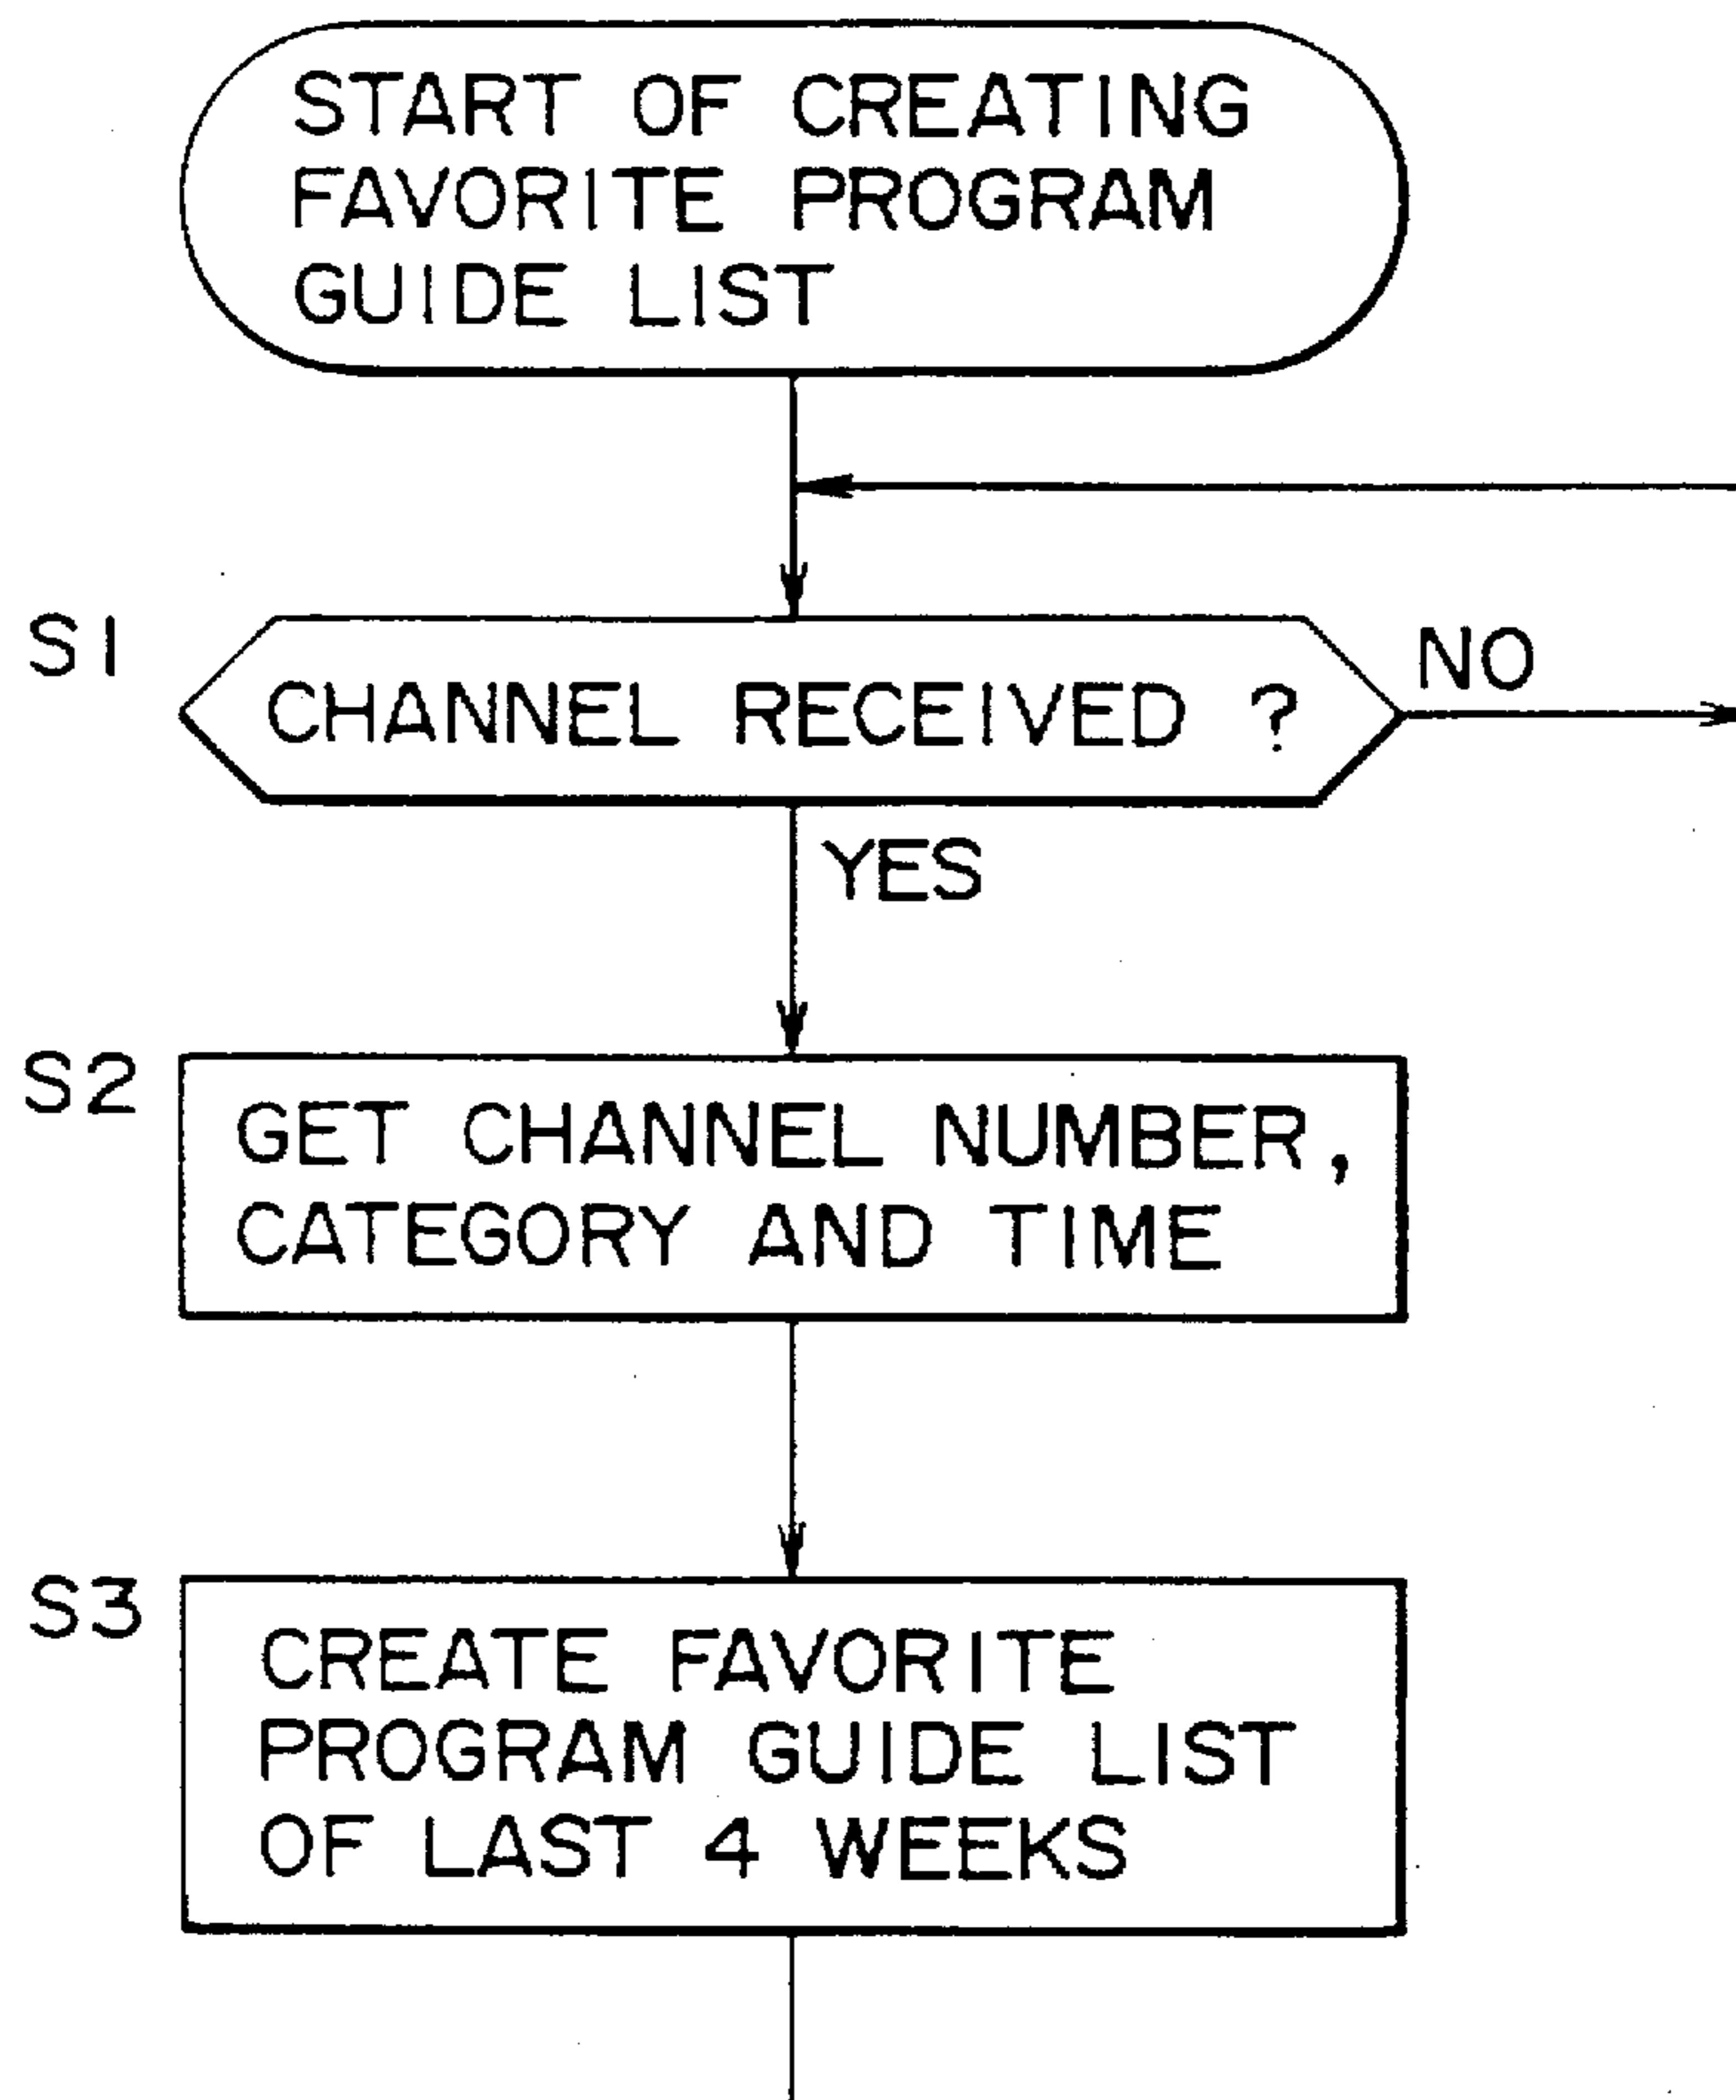 START OF CREATING
FAVORITE PROGRAM
GUIDE LIST
S1
CHANNEL RECEIVED ?
NO
YES
S2
GET CHANNEL NUMBER,
CATEGORY AND TIME
S3
CREATE FAVORITE
PROGRAM GUIDE LIST
OF LAST 4 WEEKS